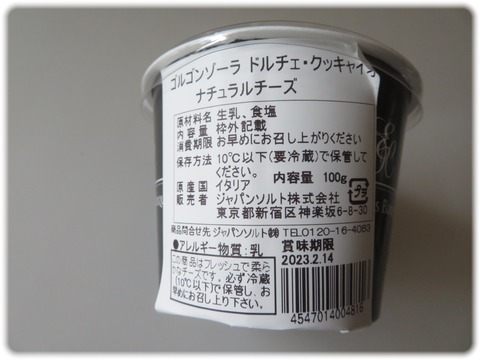 ゴルゴンゾーラ ドルチェ・クッキャイオ
ナチュラルチーズ
原材料名 生乳、食塩
内容量 枠外記載
消費期限 お早めにお召し上がりください
保存方法 10℃以下(要冷蔵)で保管して
ください。 内容量 100g
原産国 イタリア
プラ
販売者 ジャパンソルト株式会社
東京都新宿区神楽坂6-8-30
商品問合せ先 ジャパンソルト㈱ TEL0120-16-4083
●アレルギー物質:乳
賞味期限
2023.2.14
この商品はフレッシュで柔ら
かなチーズです。必ず冷蔵
(10℃以下)で保管し、お
早めにお召し上り下さい。
4547014004816